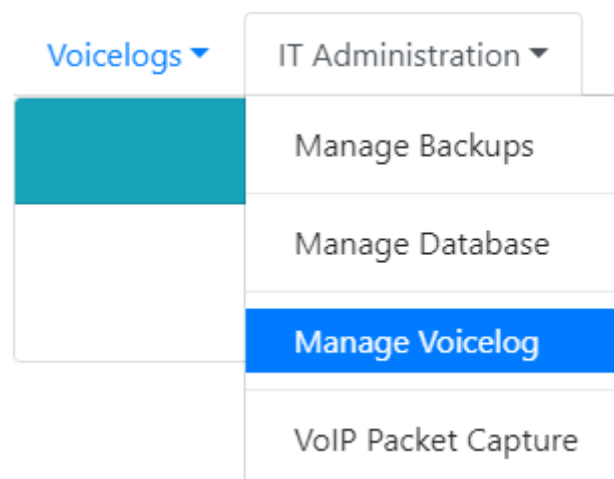 Voicelogs IT Administration
Manage Backups
Manage Database
Manage Voicelog
VoIP Packet Capture